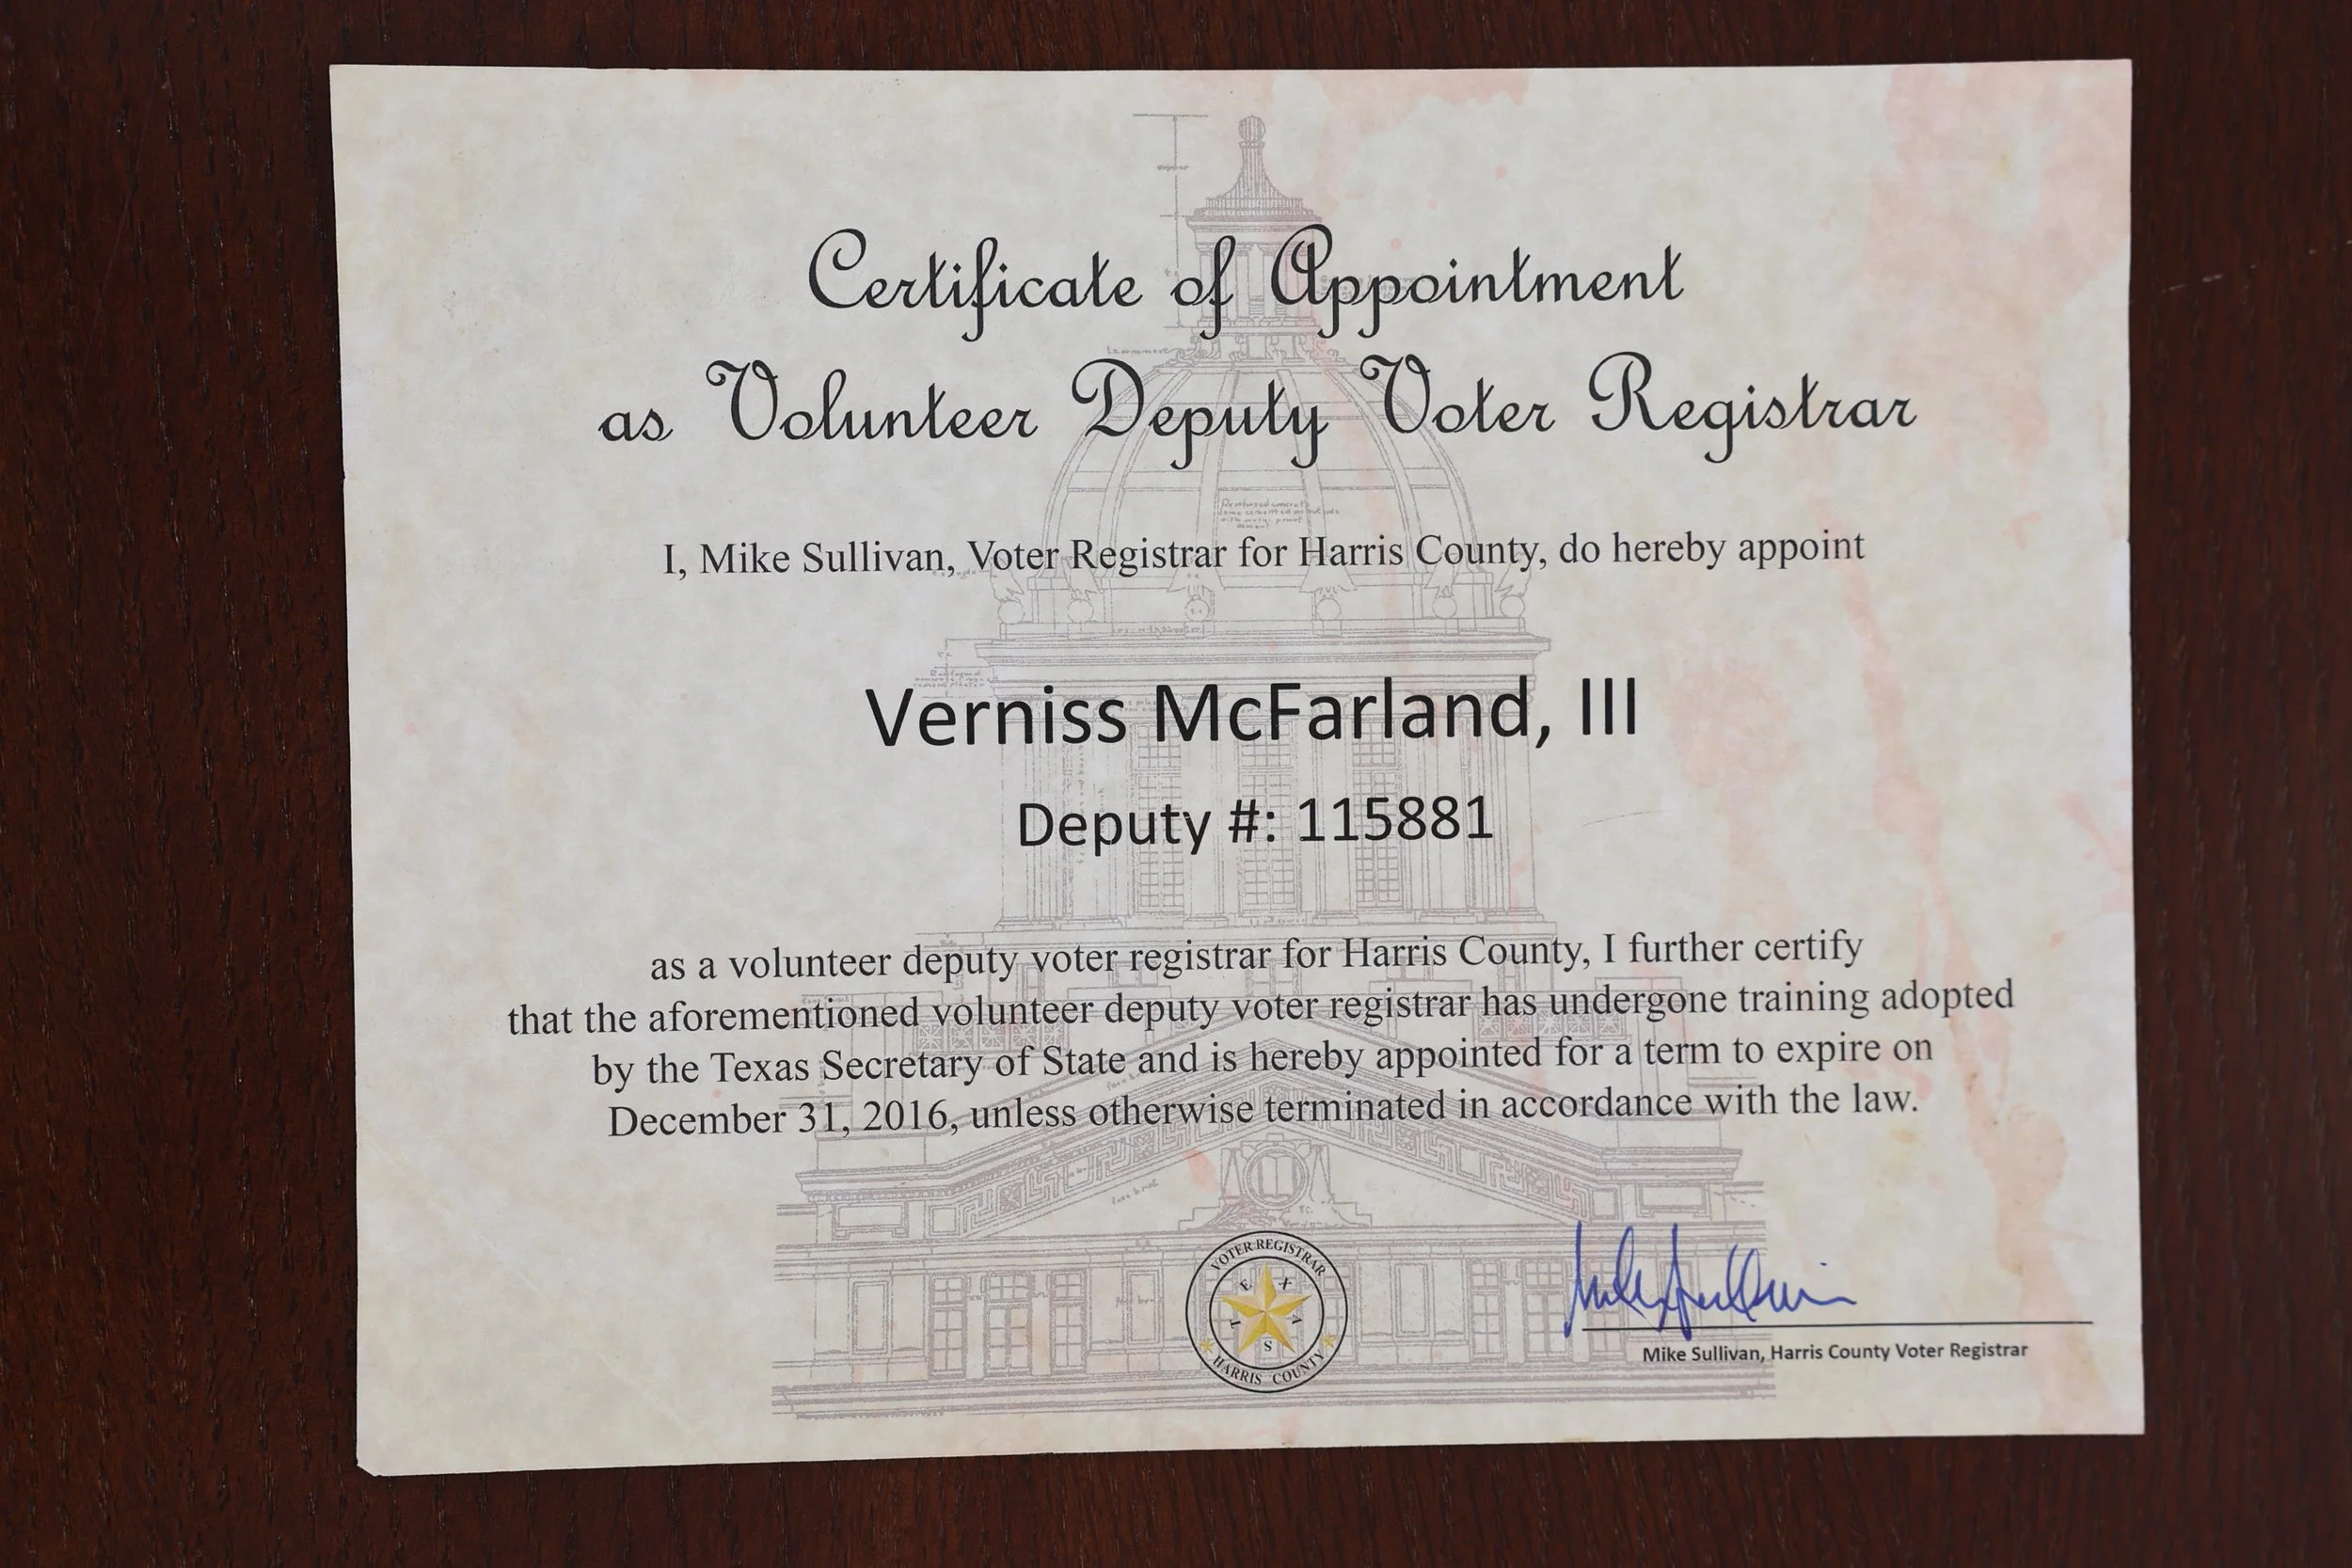 Certificate of Appointment
as Volunteer Deputy Voter Registrar
I, Mike Sullivan, Voter Registrar for Harris County, do hereby appoint
Verniss McFarland, III
Deputy #: 115881
as a volunteer deputy voter registrar for Harris County, I further certify
that the aforementioned volunteer deputy voter registrar has undergone training adopted
by the Texas Secretary of State and is hereby appointed for a term to expire on
December 31, 2016, unless otherwise terminated in accordance with the law.
VOTER REGISTRAR
TEXAS
HARRIS COUNTY
Mike Sullivan
Mike Sullivan, Harris County Voter Registrar